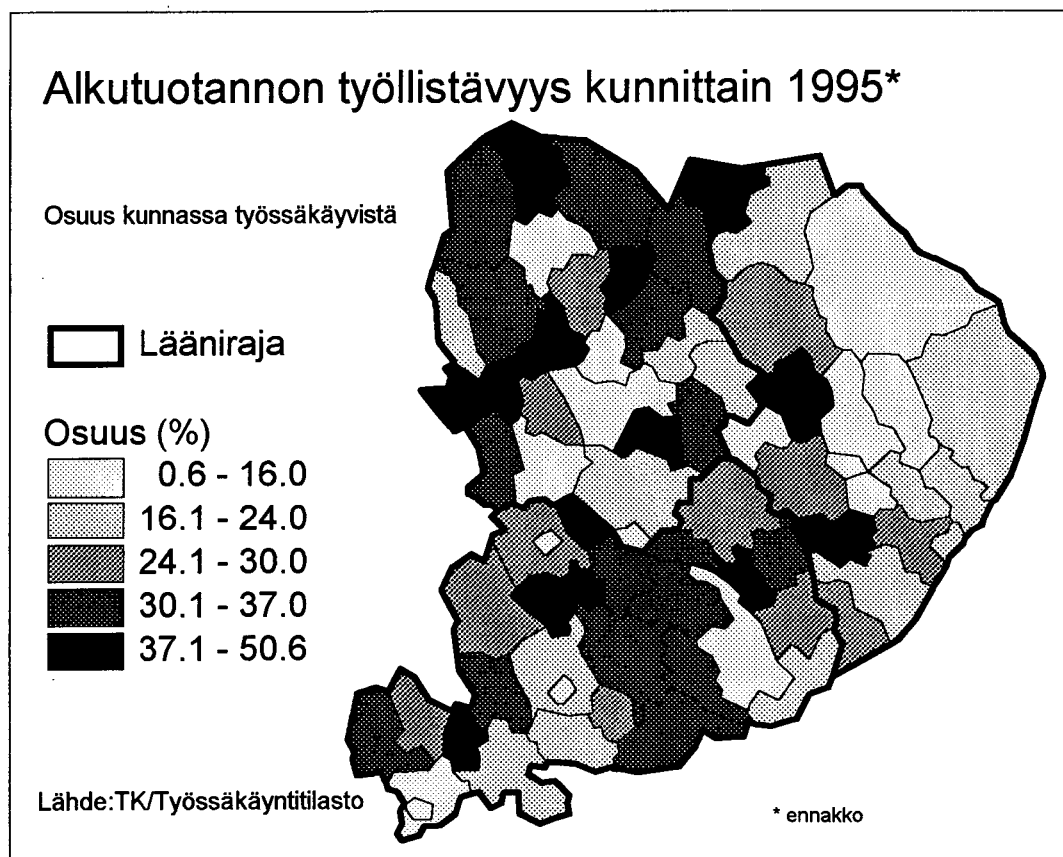 Alkutuotannon työllistävyys kunnittain 1995*
Osuus kunnassa työssäkäyvistä
Lääniraja
Osuus (%)
0.6 - 16.0
16.1 - 24.0
24.1 - 30.0
30.1 - 37.0
37.1 - 50.6
Lähde:TK/Työssäkäyntitilasto
* ennakko